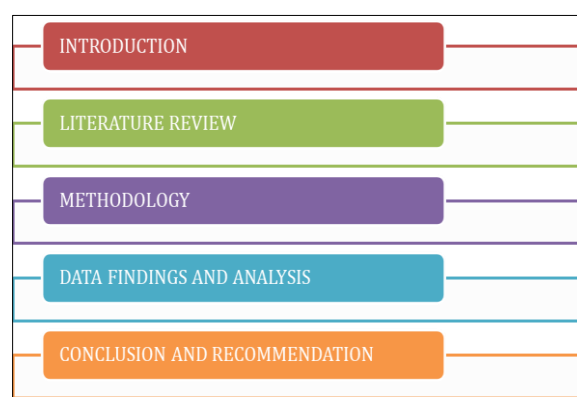 INTRODUCTION
LITERATURE REVIEW
METHODOLOGY
DATA FINDINGS AND ANALYSIS
CONCLUSION AND RECOMMENDATION